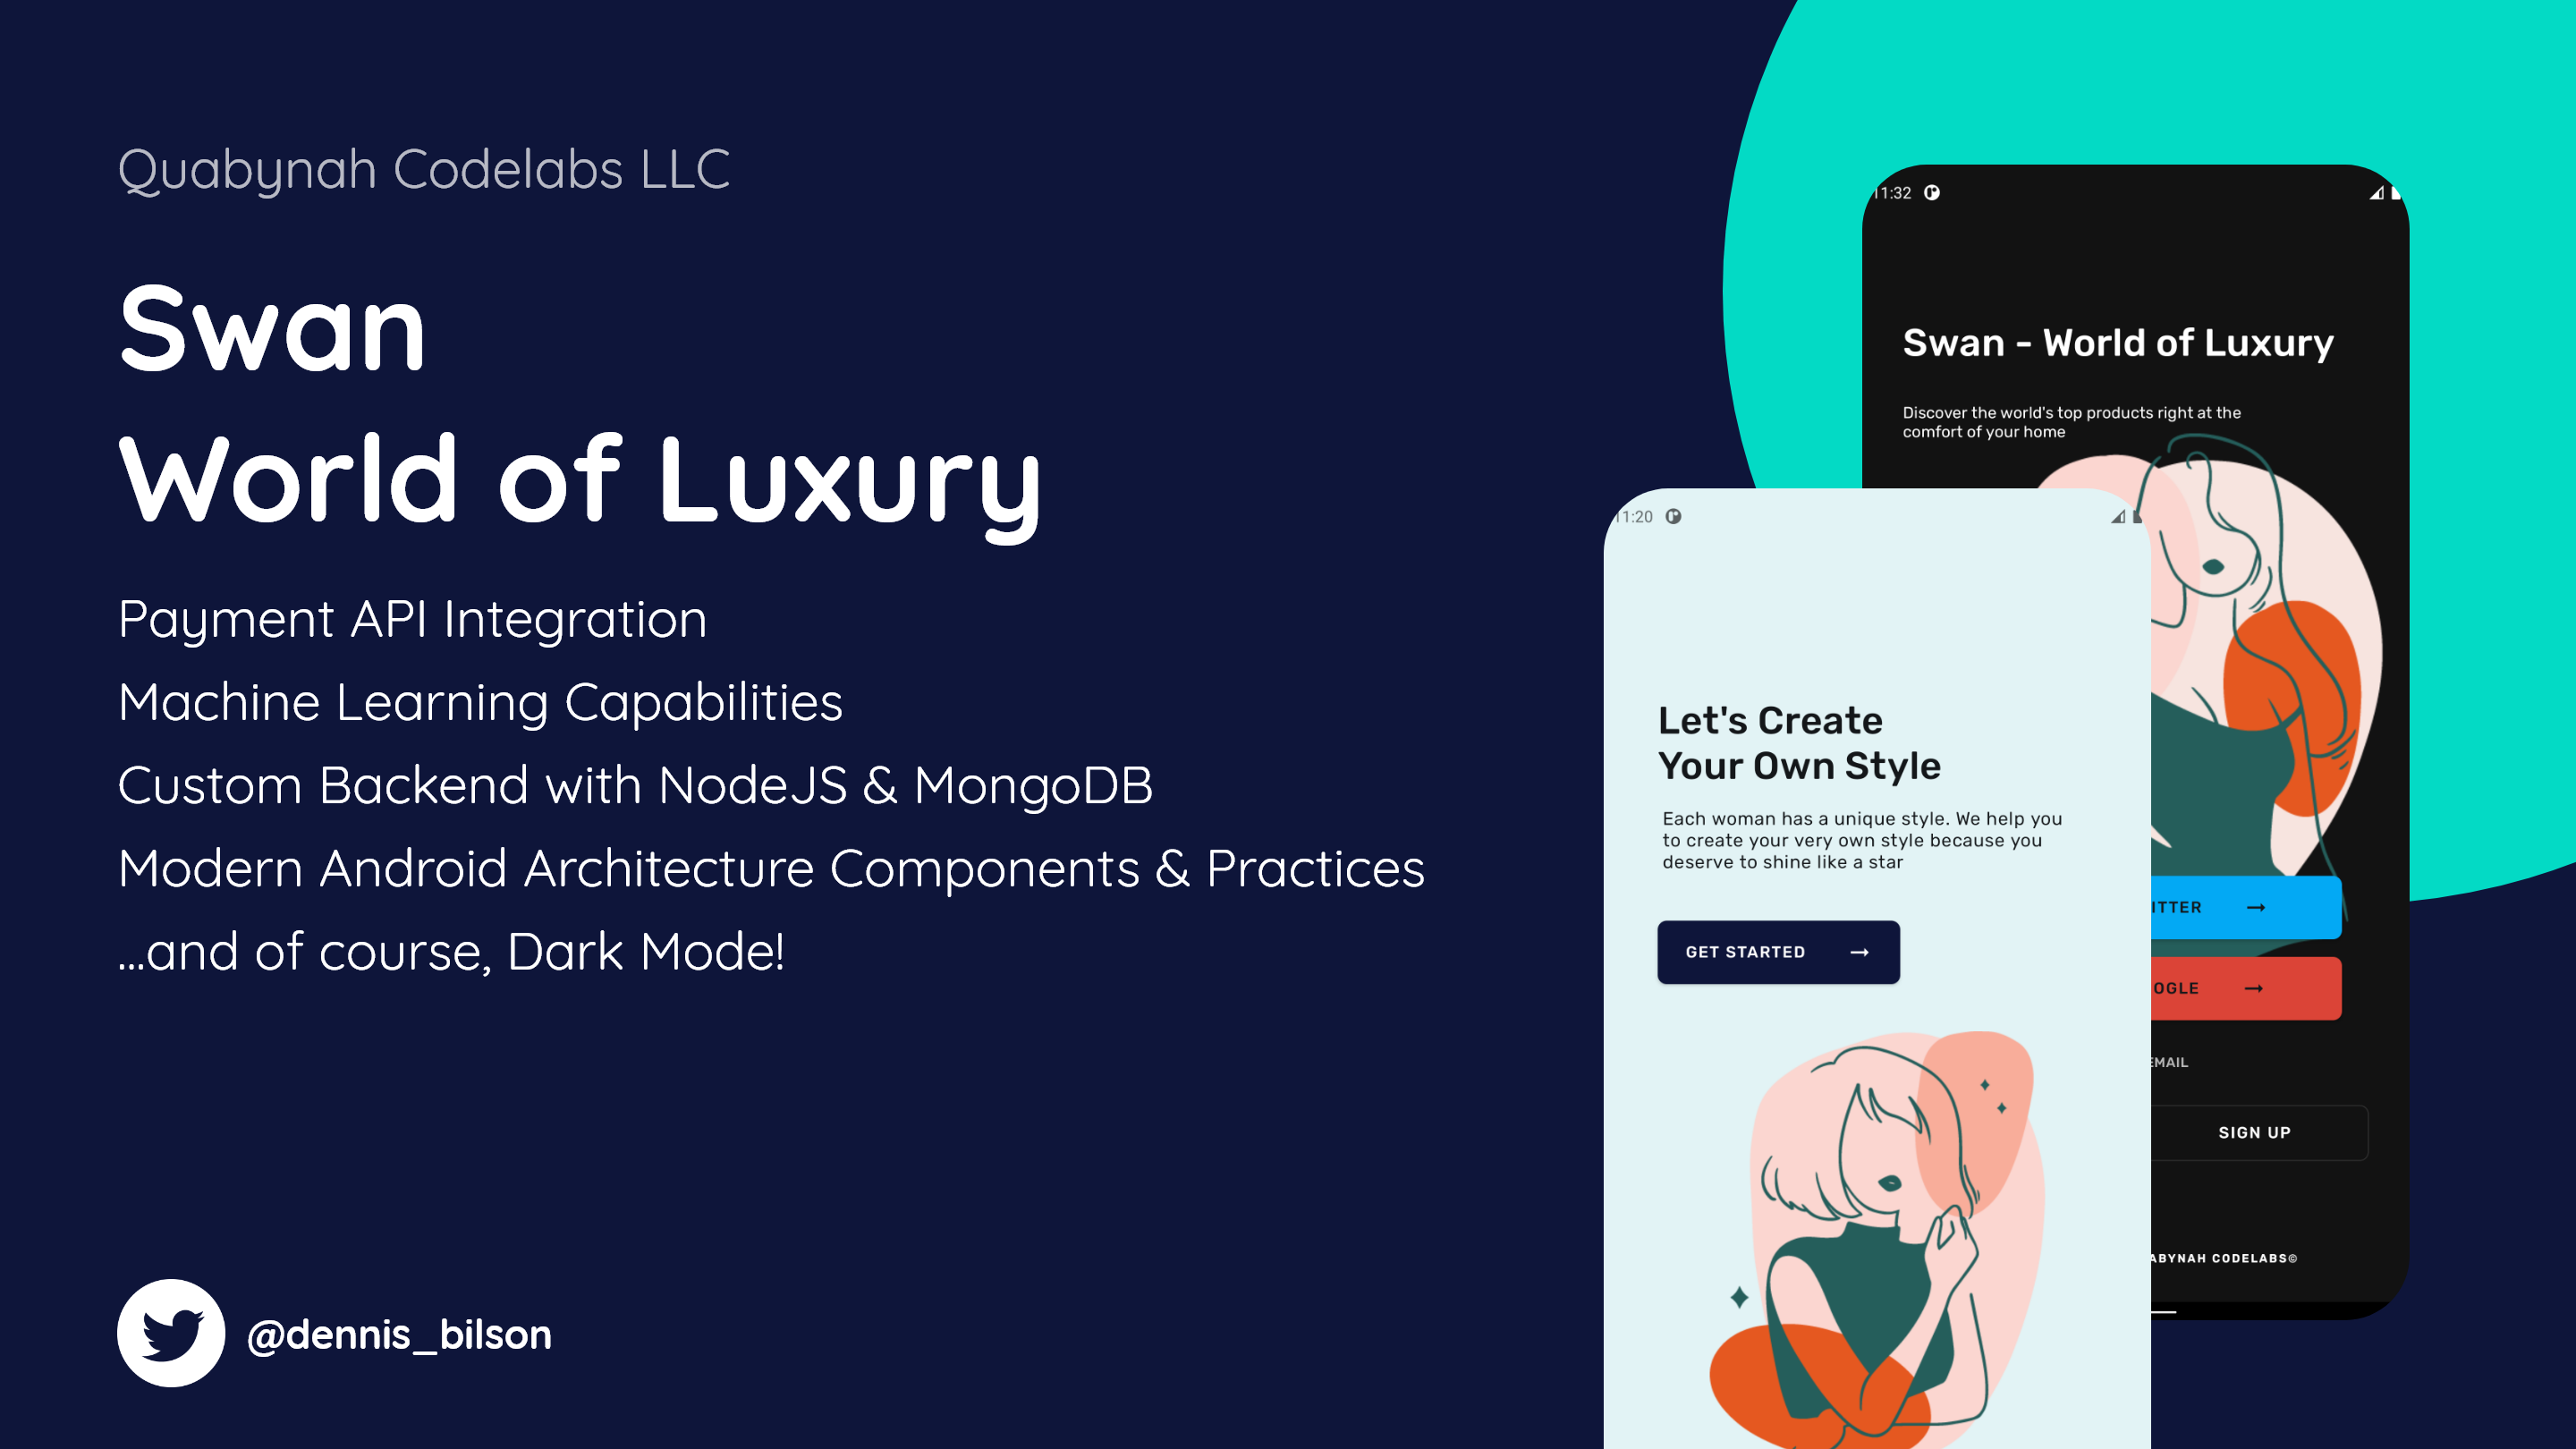 Quabynah Codelabs LLC
Swan
World of Luxury
Payment API Integration
Machine Learning Capabilities
Custom Backend with NodeJS & MongoDB
Modern Android Architecture Components & Practices
...and of course, Dark Mode!
@dennis_bilson
11:32
Swan - World of Luxury
Discover the world's top products right at the
comfort of your home
ITTER
OGLE
EMAIL
SIGN UP
ABYNAH CODELABS©
11:20
Let's Create
Your Own Style
Each woman has a unique style. We help you
to create your very own style because you
deserve to shine like a star
GET STARTED